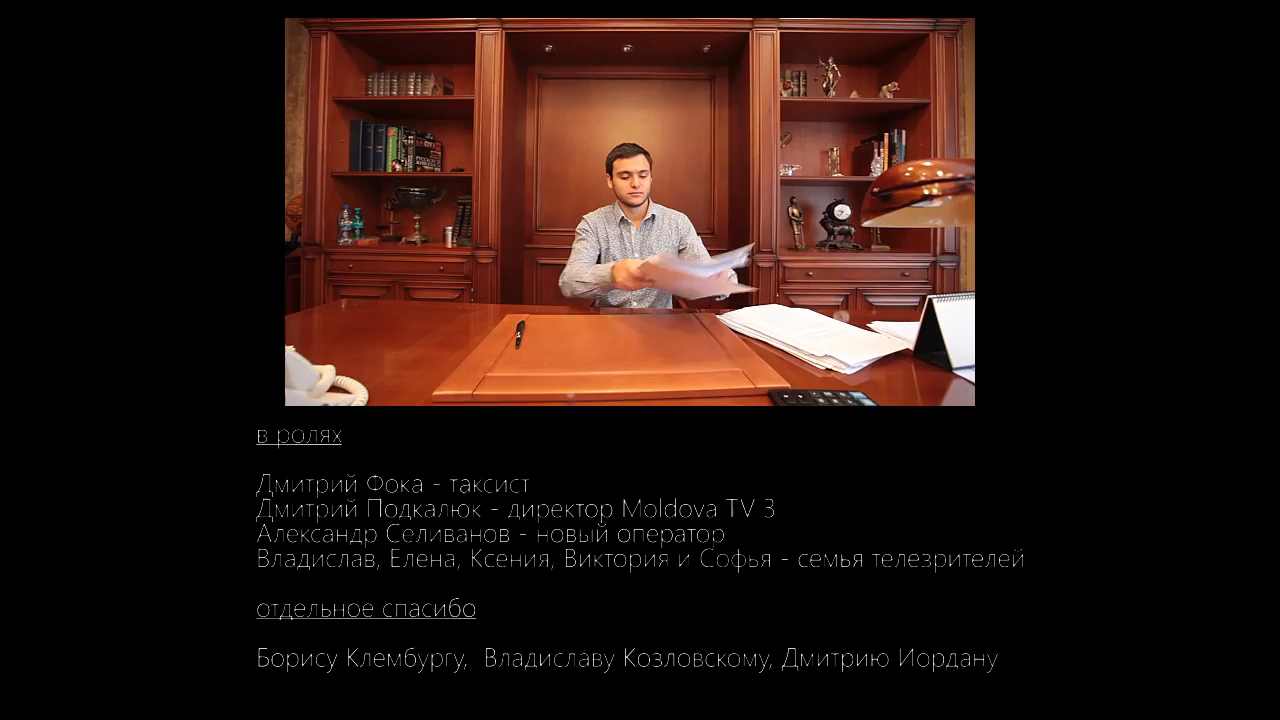 в ролях
Дмитрий Фока - таксист
Дмитрий Подкалюк - директор Moldova TV 3
Александр Селиванов - новый оператор
Владислав, Елена, Ксения, Виктория и Софья - семья телезрителей
отдельное спасибо
Борису Клембургу, Владиславу Козловскому, Дмитрию Иордану